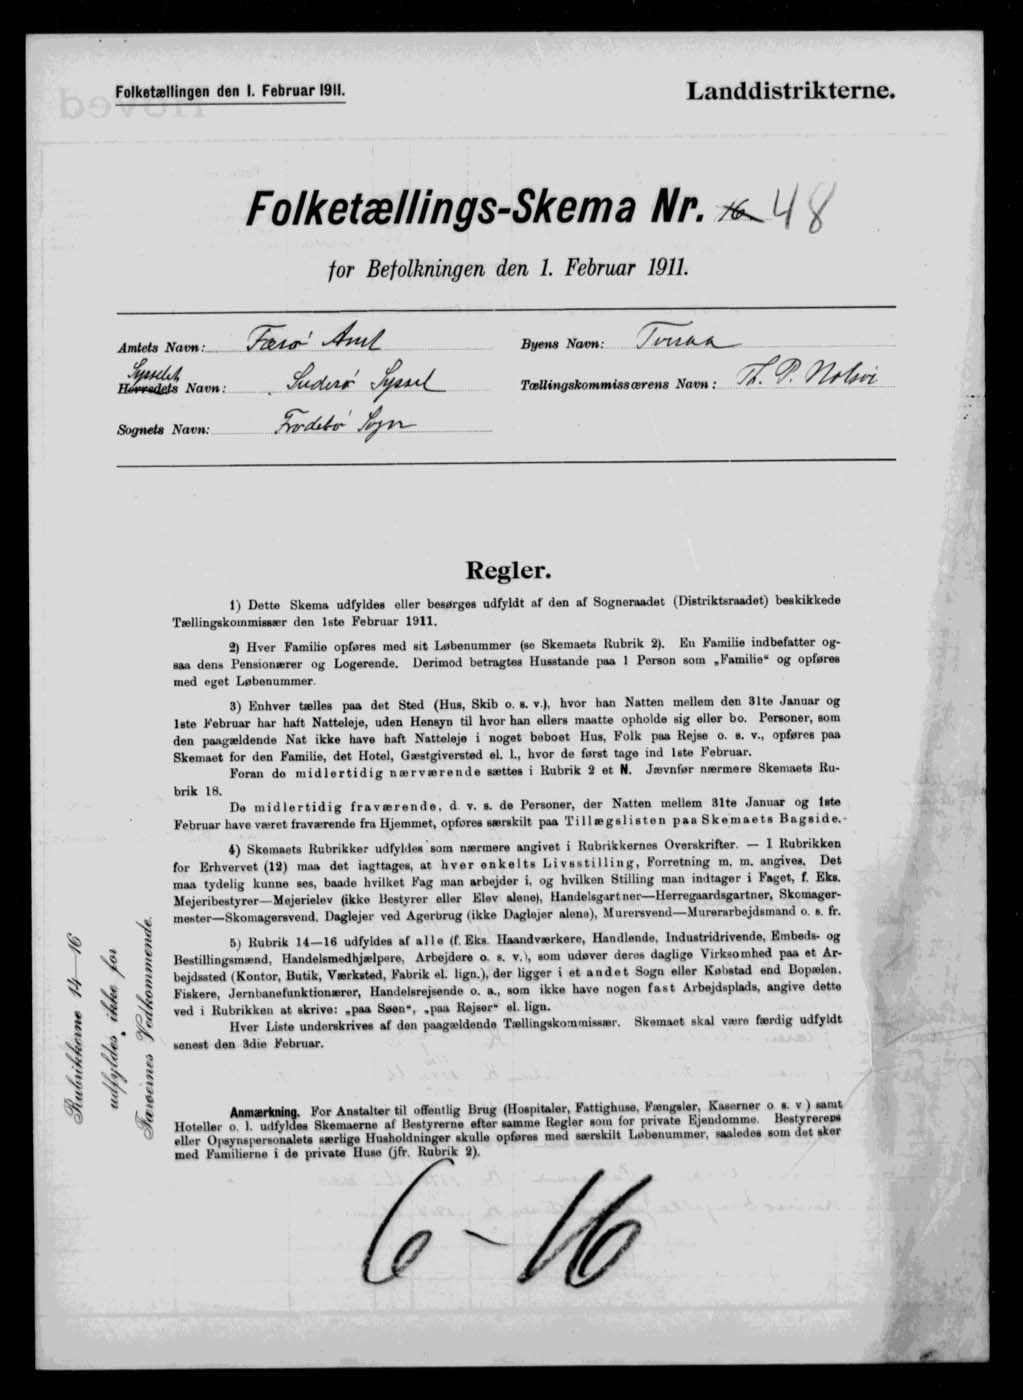 Folketællingen den 1. Februar 1911.
Landdistrikterne.
Folketællings-Skema Nr. 16 48
for Befolkningen den 1. Februar 1911.
Amtets Navn: Færø Amt
Byens Navn: Tveraa
Sysselet
Herredets Navn: Suderø Syssel
Tællingskommissærens Navn: Th. P. Nolsøi
Sognets Navn: Frodebø Sogn
Regler.
1) Dette Skema udfyldes eller besørges udfyldt af den af Sogneraadet (Distriktsraadet) beskikkede
Tællingskommissær den 1ste Februar 1911.
2) Hver Familie opføres med sit Løbenummer (se Skemaets Rubrik 2). En Familie indbefatter og-
saa dens Pensionærer og Logerende. Derimod betragtes Husstande paa 1 Person som „Familie“ og opføres
med eget Løbenummer.
3) Enhver tælles paa det Sted (Hus, Skib o. s. v.), hvor han Natten mellem den 31te Januar og
1ste Februar har haft Natteleje, uden Hensyn til hvor han ellers maatte opholde sig eller bo. Personer, som
den paagældende Nat ikke have haft Natteleje i noget beboet Hus, Folk paa Rejse o. s. v., opføres paa
Skemaet for den Familie, det Hotel, Gæstgiversted el. l., hvor de først tage ind 1ste Februar.
Foran de midlertidig nærværende sættes i Rubrik 2 et N. Jævnfør nærmere Skemaets Ru-
brik 18.
De midlertidig fraværende, d. v. s. de Personer, der Natten mellem 31te Januar og 1ste
Februar have været fraværende fra Hjemmet, opføres særskilt paa Tillægslisten paa Skemaets Bagside.
4) Skemaets Rubrikker udfyldes som nærmere angivet i Rubrikkernes Overskrifter. — I Rubrikken
for Erhvervet (12) maa det iagttages, at hver enkelts Livsstilling, Forretning m. m. angives. Det
maa tydelig kunne ses, baade hvilket Fag man arbejder i, og hvilken Stilling man indtager i Faget, f. Eks.
Mejeribestyrer—Mejerielev (ikke Bestyrer eller Elev alene), Handelsgartner—Herregaardsgartner, Skomager-
mester—Skomagersvend, Daglejer ved Agerbrug (ikke Daglejer alene), Murersvend—Murerarbejdsmand o. s. fr.
5) Rubrik 14—16 udfyldes af alle (f. Eks. Haandværkere, Handlende, Industridrivende, Embeds- og
Bestillingsmænd, Handelsmedhjælpere, Arbejdere o. s. v.), som udøver deres daglige Virksomhed paa et Ar-
bejdssted (Kontor, Butik, Værksted, Fabrik el. lign.), der ligger i et andet Sogn eller Købstad end Bopælen.
Fiskere, Jernbanefunktionærer, Handelsrejsende o. a., som ikke have nogen fast Arbejdsplads, angive dette
ved i Rubrikken at skrive: „paa Søen“, „paa Rejser“ el. lign.
Hver Liste underskrives af den paagældende Tællingskommissær. Skemaet skal være færdig udfyldt
senest den 3die Februar.
Rubrikkerne 14—16
udfyldes ikke for
Færøernes Vedkommende.
Anmærkning. For Anstalter til offentlig Brug (Hospitaler, Fattighuse, Fængsler, Kaserner o. s. v.) samt
Hoteller o. l. udfyldes Skemaerne af Bestyrerne efter samme Regler som for private Ejendomme. Bestyrerens
eller Opsynspersonalets særlige Husholdninger skulle opføres med særskilt Løbenummer, saaledes som det sker
med Familierne i de private Huse (jfr. Rubrik 2).
6 - 16